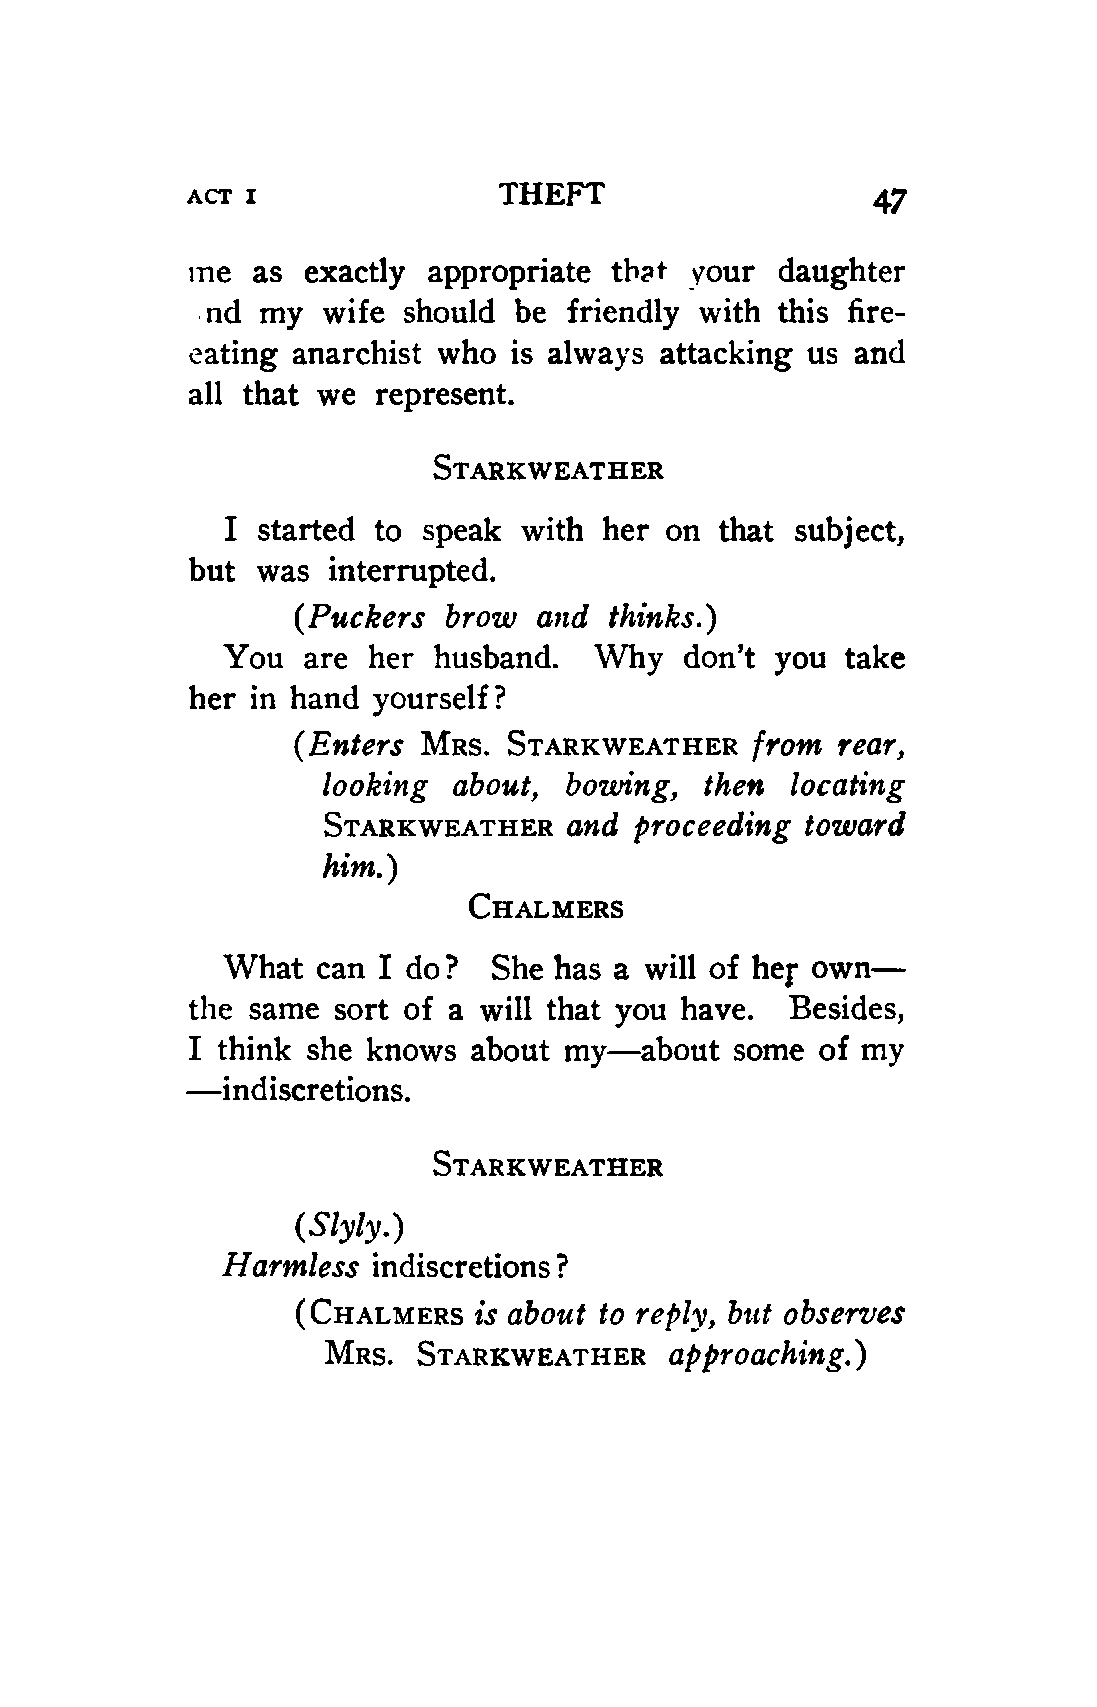 ACT I THEFT 47
me as exactly appropriate that your daughter
nd my wife should be friendly with this fire-
eating anarchist who is always attacking us and
all that we represent.
STARKWEATHER
I started to speak with her on that subject,
but was interrupted.
(Puckers brow and thinks.)
You are her husband. Why don't you take
her in hand yourself?
(Enters MRS. STARKWEATHER from rear,
looking about, bowing, then locating
STARKWEATHER and proceeding toward
him.)
CHALMERS
What can I do? She has a will of her own—
the same sort of a will that you have. Besides,
I think she knows about my—about some of my
—indiscretions.
STARKWEATHER
(Slyly.)
Harmless indiscretions?
(CHALMERS is about to reply, but observes
MRS. STARKWEATHER approaching.)